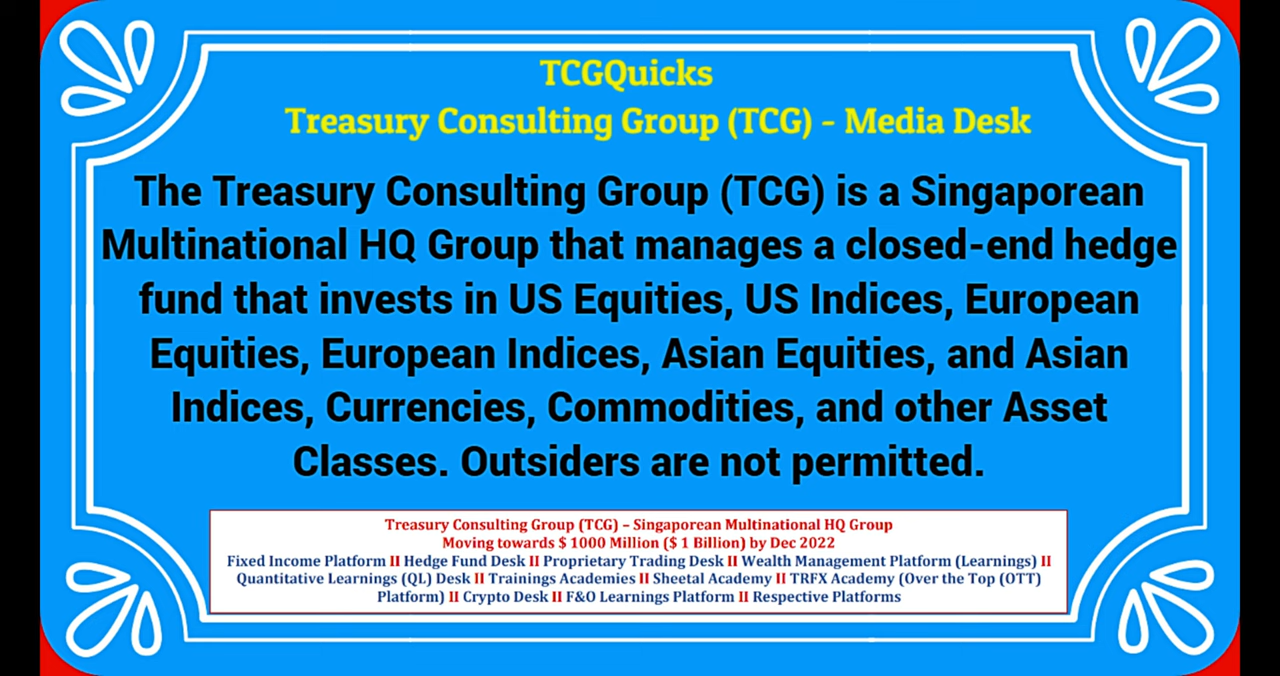 TCGQuicks
Treasury Consulting Group (TCG) - Media Desk
The Treasury Consulting Group (TCG) is a Singaporean
Multinational HQ Group that manages a closed-end hedge
fund that invests in US Equities, US Indices, European
Equities, European Indices, Asian Equities, and Asian
Indices, Currencies, Commodities, and other Asset
Classes. Outsiders are not permitted.
Treasury Consulting Group (TCG) – Singaporean Multinational HQ Group
Moving towards $ 1000 Million ($ 1 Billion) by Dec 2022
Fixed Income Platform II Hedge Fund Desk II Proprietary Trading Desk II Wealth Management Platform (Learnings) II
Quantitative Learnings (QL) Desk II Trainings Academies II Sheetal Academy II TRFX Academy (Over the Top (OTT)
Platform) II Crypto Desk II F&O Learnings Platform II Respective Platforms